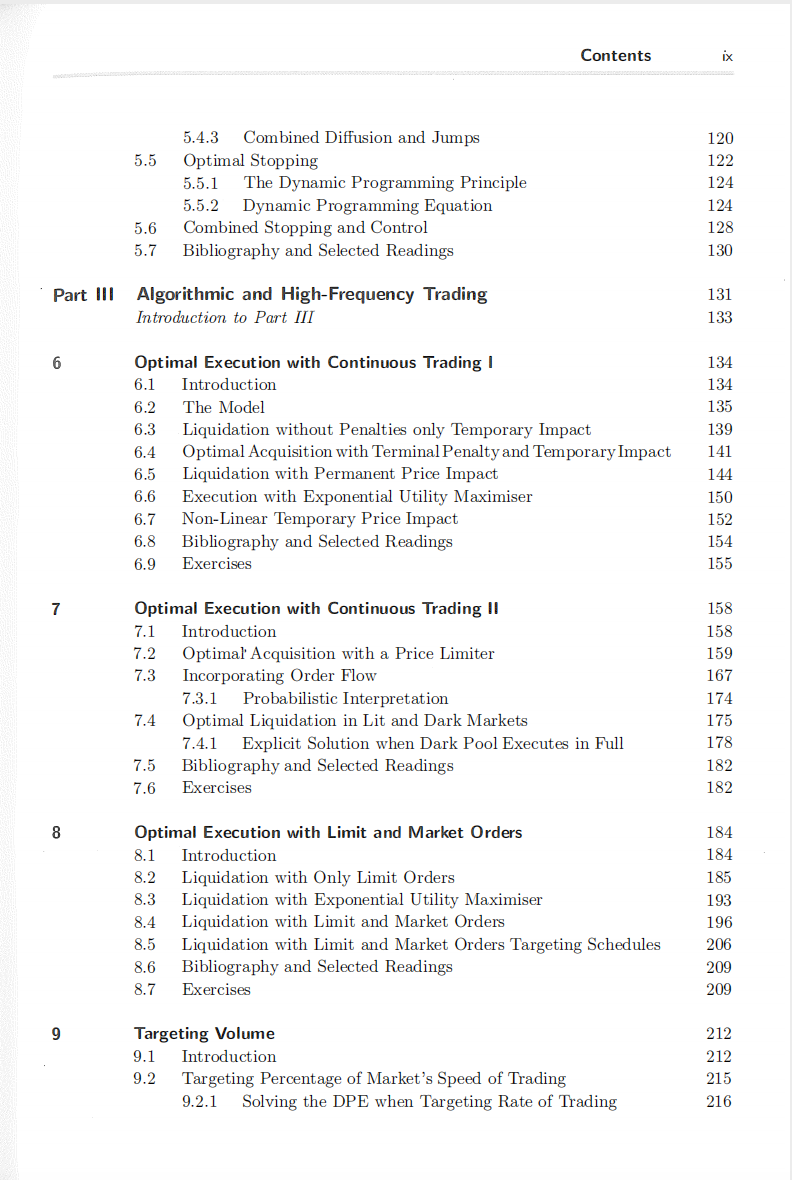 Contents ix
5.4.3 Combined Diffusion and Jumps 120
5.5 Optimal Stopping 122
5.5.1 The Dynamic Programming Principle 124
5.5.2 Dynamic Programming Equation 124
5.6 Combined Stopping and Control 128
5.7 Bibliography and Selected Readings 130
Part III Algorithmic and High-Frequency Trading 131
Introduction to Part III 133
6 Optimal Execution with Continuous Trading I 134
6.1 Introduction 134
6.2 The Model 135
6.3 Liquidation without Penalties only Temporary Impact 139
6.4 Optimal Acquisition with Terminal Penalty and Temporary Impact 141
6.5 Liquidation with Permanent Price Impact 144
6.6 Execution with Exponential Utility Maximiser 150
6.7 Non-Linear Temporary Price Impact 152
6.8 Bibliography and Selected Readings 154
6.9 Exercises 155
7 Optimal Execution with Continuous Trading II 158
7.1 Introduction 158
7.2 Optimal Acquisition with a Price Limiter 159
7.3 Incorporating Order Flow 167
7.3.1 Probabilistic Interpretation 174
7.4 Optimal Liquidation in Lit and Dark Markets 175
7.4.1 Explicit Solution when Dark Pool Executes in Full 178
7.5 Bibliography and Selected Readings 182
7.6 Exercises 182
8 Optimal Execution with Limit and Market Orders 184
8.1 Introduction 184
8.2 Liquidation with Only Limit Orders 185
8.3 Liquidation with Exponential Utility Maximiser 193
8.4 Liquidation with Limit and Market Orders 196
8.5 Liquidation with Limit and Market Orders Targeting Schedules 206
8.6 Bibliography and Selected Readings 209
8.7 Exercises 209
9 Targeting Volume 212
9.1 Introduction 212
9.2 Targeting Percentage of Market's Speed of Trading 215
9.2.1 Solving the DPE when Targeting Rate of Trading 216